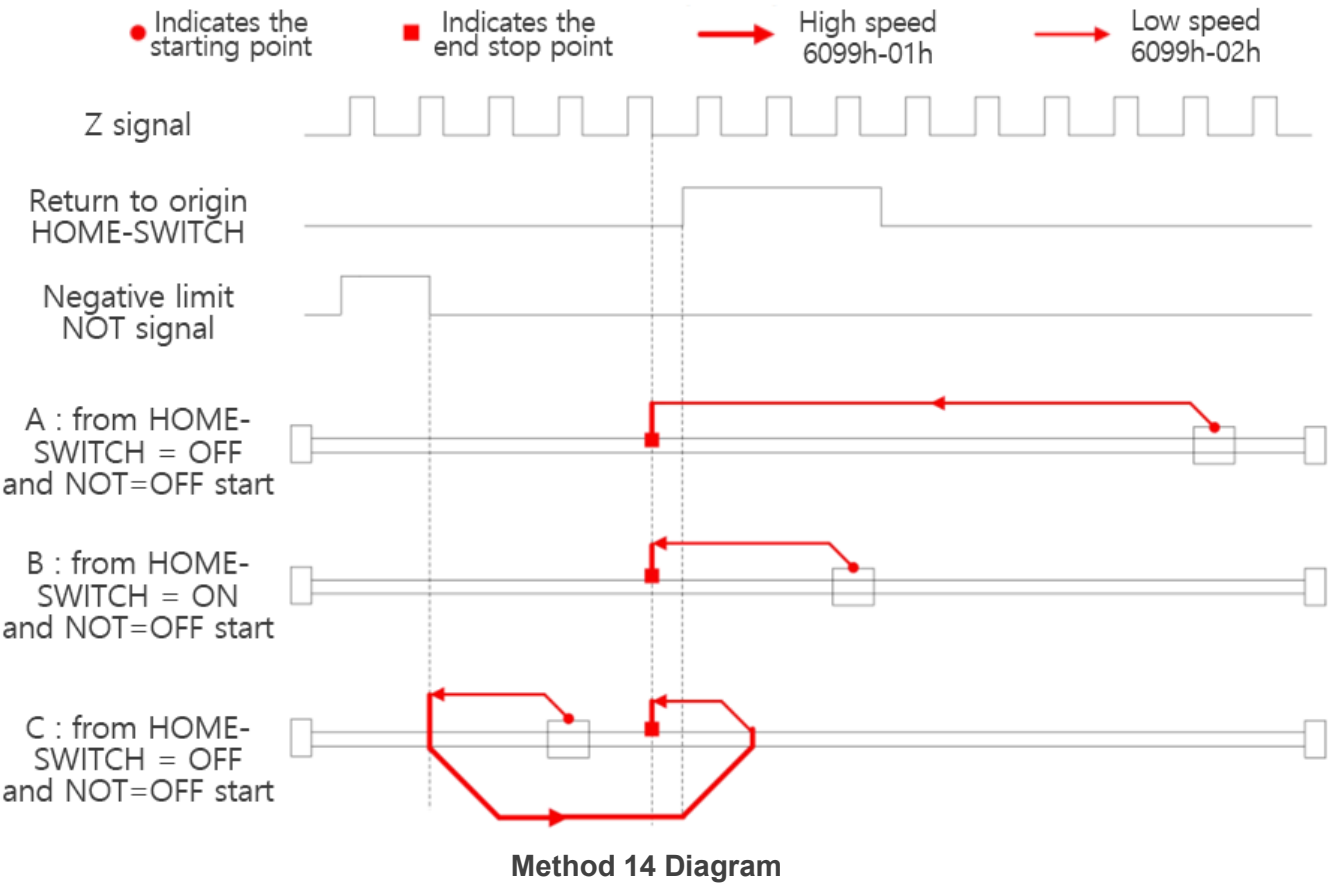 Indicates the
starting point
Indicates the
end stop point
High speed
6099h-01h
Low speed
6099h-02h
Z signal
Return to origin
HOME-SWITCH
Negative limit
NOT signal
A : from HOME-
SWITCH = OFF
and NOT=OFF start
B : from HOME-
SWITCH = ON
and NOT=OFF start
C : from HOME-
SWITCH = OFF
and NOT=OFF start
Method 14 Diagram